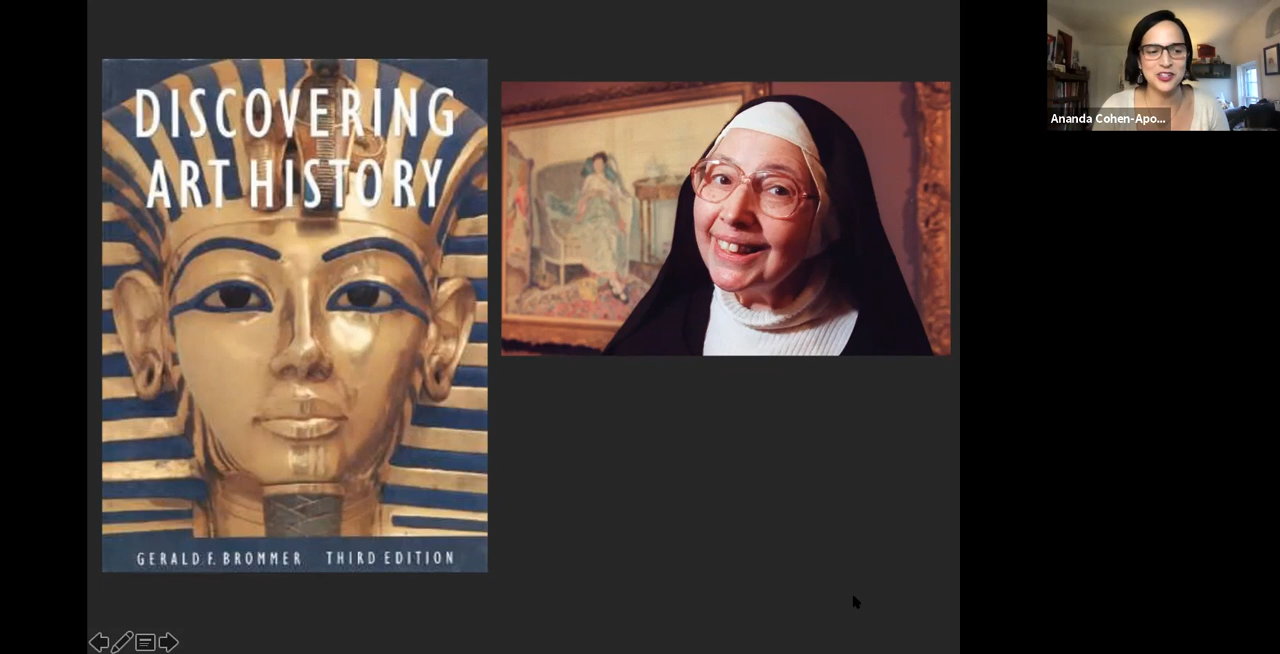 DISCOVERING
ART HISTORY
GERALD F. BROMMER THIRD EDITION
Ananda Cohen-Apo...